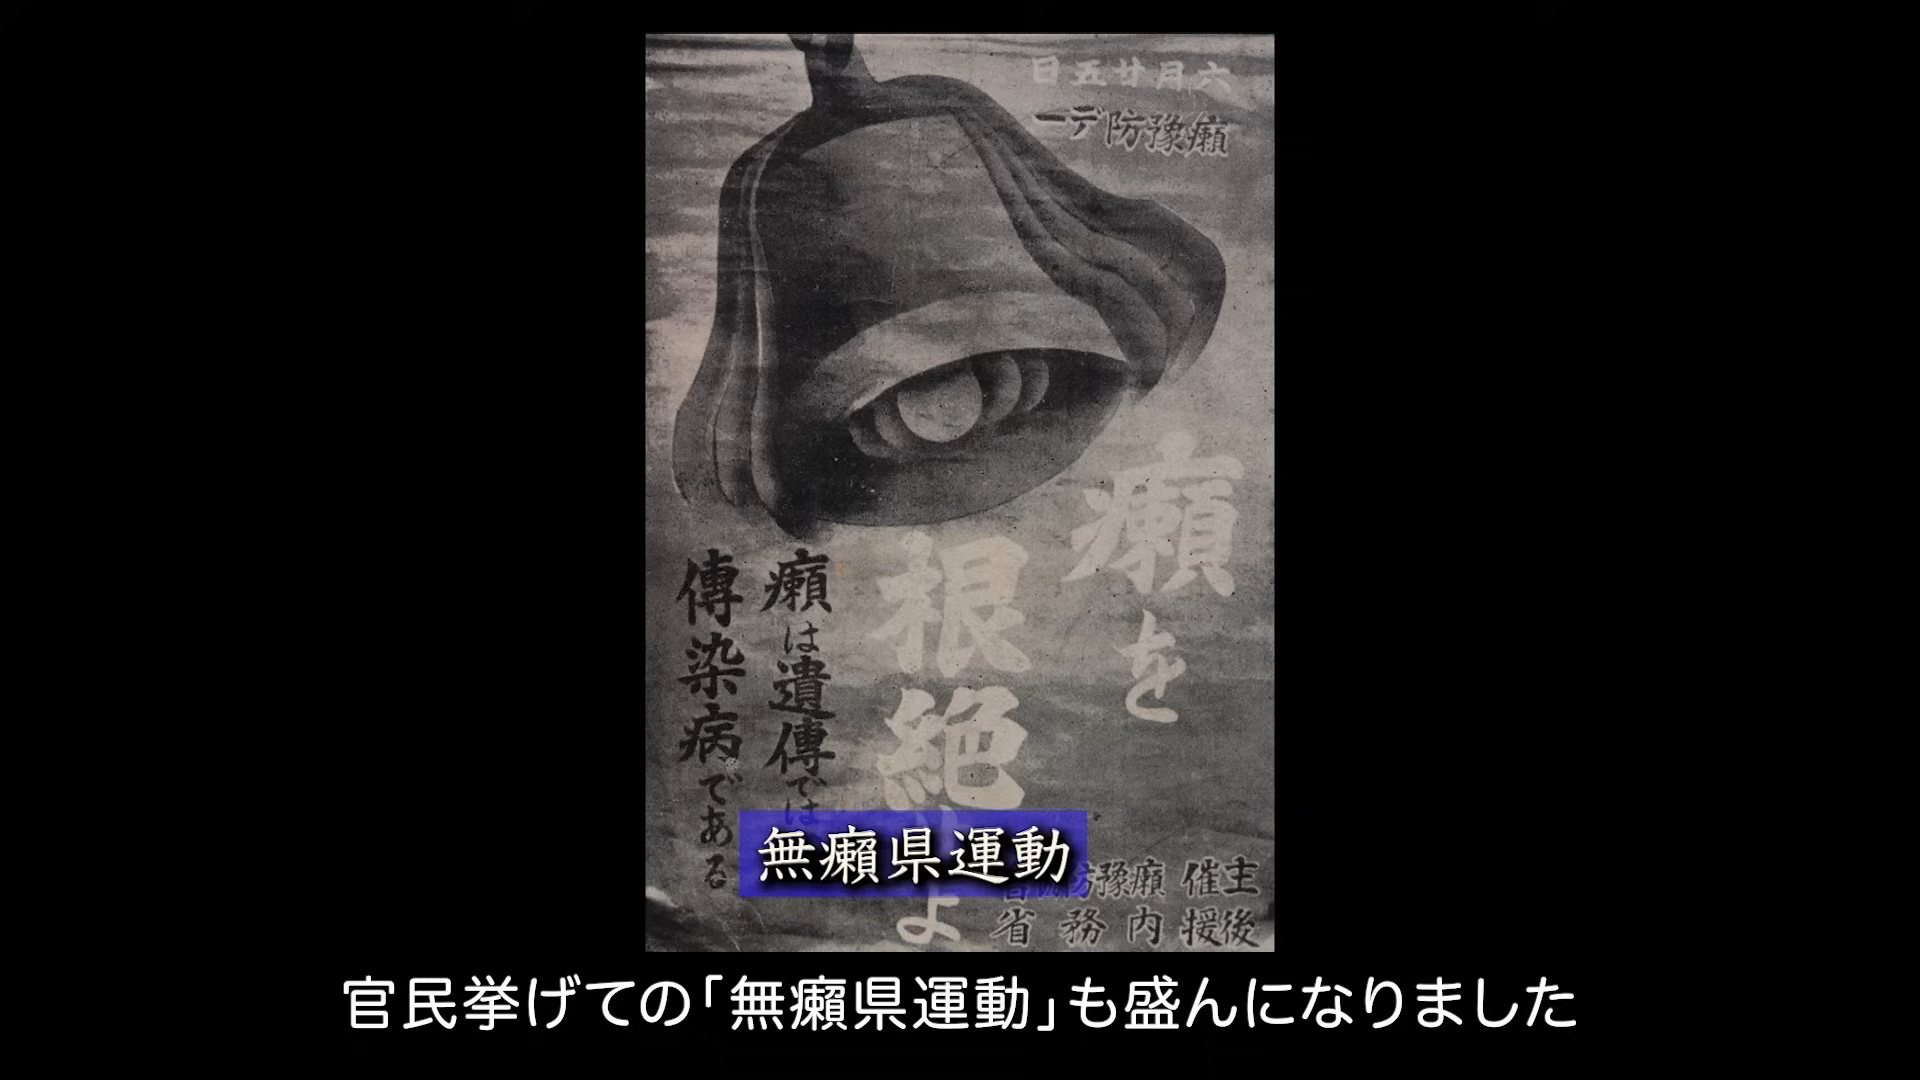 六月廿五日
癩豫防デー
癩を
根絶せよ
癩は遺傳では
傳染病である
主催 癩豫防
後援 内務省
無癩県運動
官民挙げての「無癩県運動」も盛んになりました